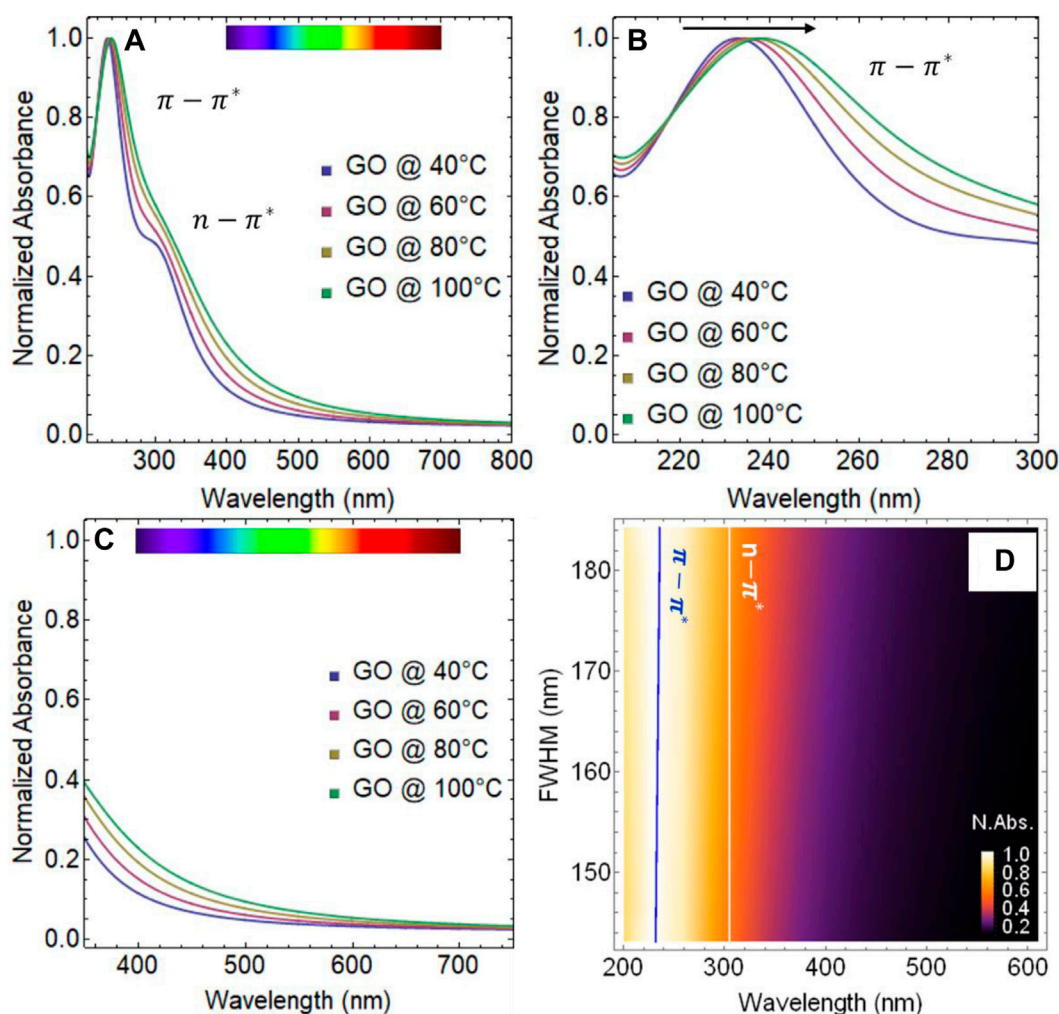 A
1.0
0.8
0.6
0.4
0.2
0.0
Normalized Absorbance
π − π*
n − π*
GO @ 40°C
GO @ 60°C
GO @ 80°C
GO @ 100°C
300 400 500 600 700 800
Wavelength (nm)
B
1.0
0.8
0.6
0.4
0.2
0.0
Normalized Absorbance
π − π*
GO @ 40°C
GO @ 60°C
GO @ 80°C
GO @ 100°C
220 240 260 280 300
Wavelength (nm)
C
1.0
0.8
0.6
0.4
0.2
0.0
Normalized Absorbance
GO @ 40°C
GO @ 60°C
GO @ 80°C
GO @ 100°C
400 500 600 700
Wavelength (nm)
D
180
170
160
150
FWHM (nm)
π − π*
n−π*
N.Abs.
1.0
0.8
0.6
0.4
0.2
200 300 400 500 600
Wavelength (nm)